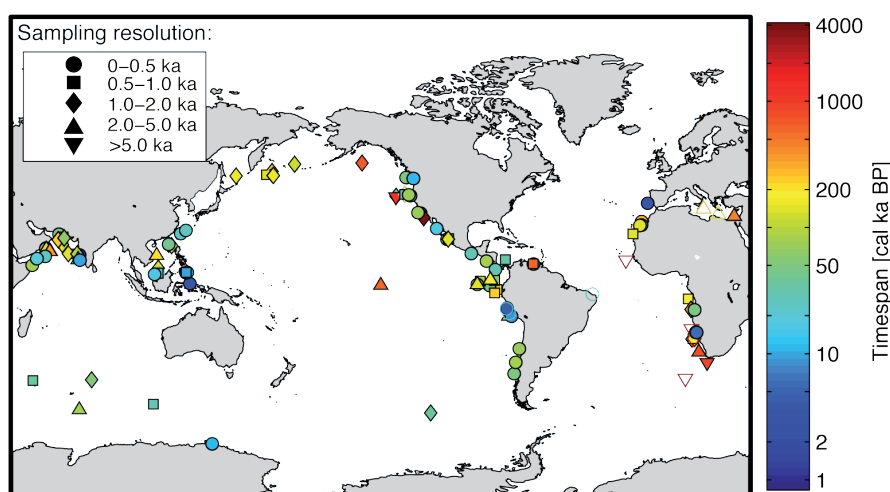 Sampling resolution:
0–0.5 ka
0.5–1.0 ka
1.0–2.0 ka
2.0–5.0 ka
>5.0 ka
4000
1000
200
50
10
2
1
Timespan [cal ka BP]